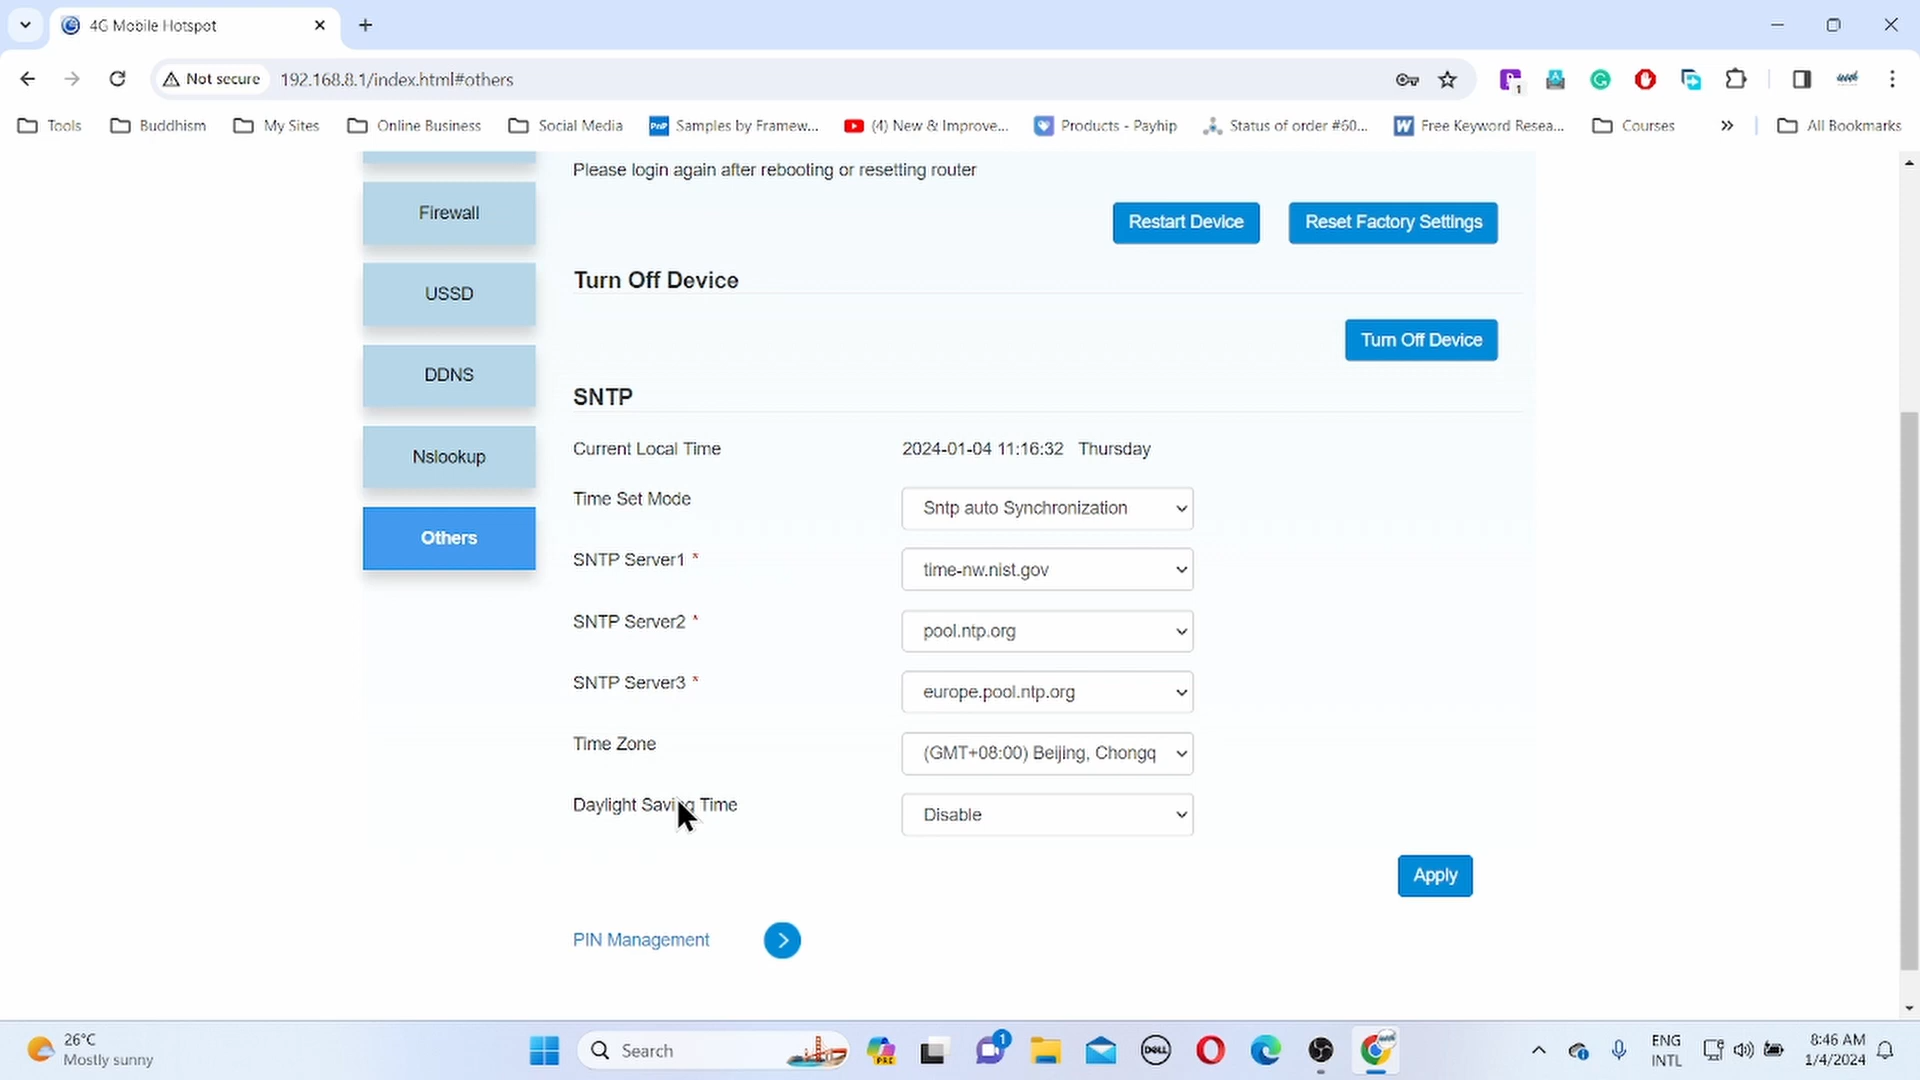 4G Mobile Hotspot
Not secure 192.168.8.1/index.html#others
1
Tools Buddhism My Sites Online Business Social Media PnP Samples by Framew... (4) New & Improve... Products - Payhip Status of order #60... W Free Keyword Resea... Courses All Bookmarks
Please login again after rebooting or resetting router
Firewall
Restart Device Reset Factory Settings
Turn Off Device
USSD
Turn Off Device
DDNS
SNTP
Current Local Time 2024-01-04 11:16:32 Thursday
Nslookup
Time Set Mode Sntp auto Synchronization
Others
SNTP Server1 * time-nw.nist.gov
SNTP Server2 * pool.ntp.org
SNTP Server3 * europe.pool.ntp.org
Time Zone (GMT+08:00) Beijing, Chongq
Daylight Saving Time Disable
Apply
PIN Management
26°C
Mostly sunny
Search
PRE
1
DELL
ENG
INTL
8:46 AM
1/4/2024